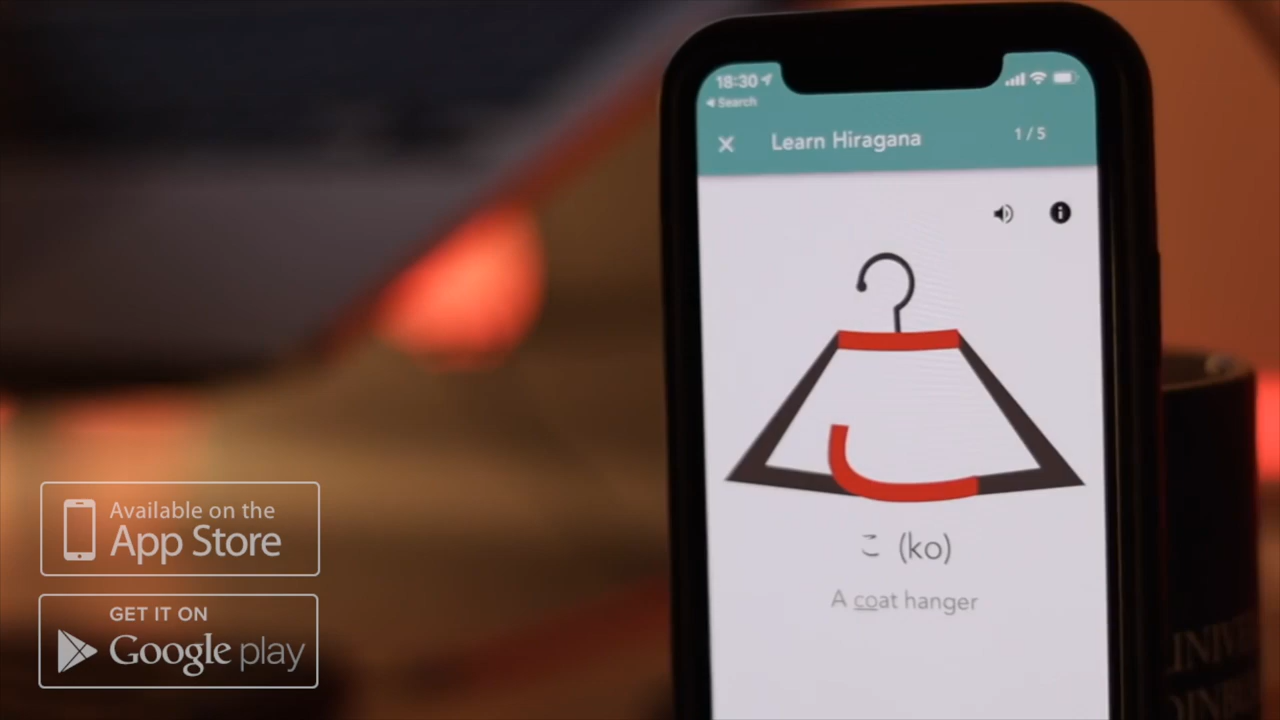 18:30
Search
Learn Hiragana
1 / 5
こ (ko)
A coat hanger
Available on the
App Store
GET IT ON
Google play